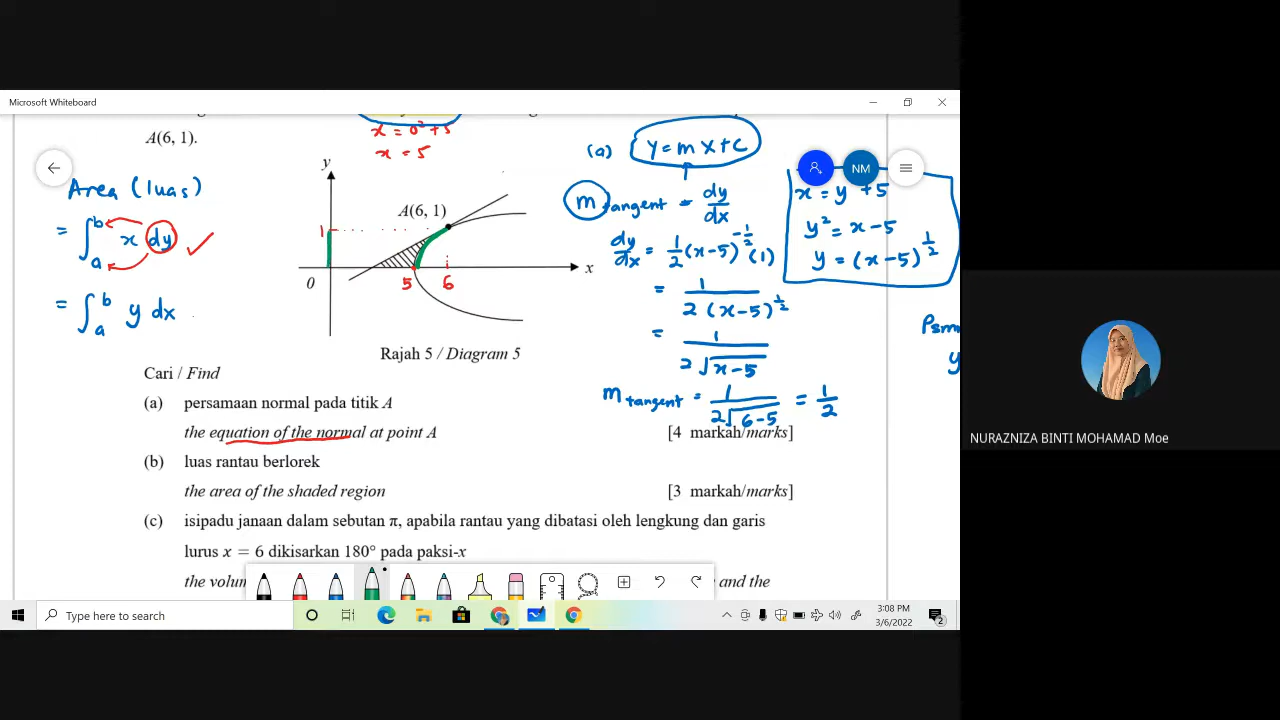 Microsoft Whiteboard
A(6, 1).
x = 0² + 5
x = 5
Area (luas)
= ∫ₐᵇ x dy
= ∫ₐᵇ y dx
y
A(6, 1)
1
0
5
6
x
Rajah 5 / Diagram 5
(a) y = mx + c
m tangent = dy/dx
dy/dx = 1/2 (x-5)^(-1/2) (1)
= 1/(2(x-5)^(1/2))
= 1/(2√(x-5))
m tangent = 1/(2√(6-5)) = 1/2
NM
x = y + 5
y² = x - 5
y = (x-5)^(1/2)
y
Cari / Find
(a) persamaan normal pada titik A
the equation of the normal at point A [4 markah/marks]
(b) luas rantau berlorek
the area of the shaded region [3 markah/marks]
(c) isipadu janaan dalam sebutan π, apabila rantau yang dibatasi oleh lengkung dan garis
lurus x = 6 dikisarkan 180° pada paksi-x
and the
NURAZNIZA BINTI MOHAMAD Moe
Type here to search
3:08 PM
3/6/2022
2